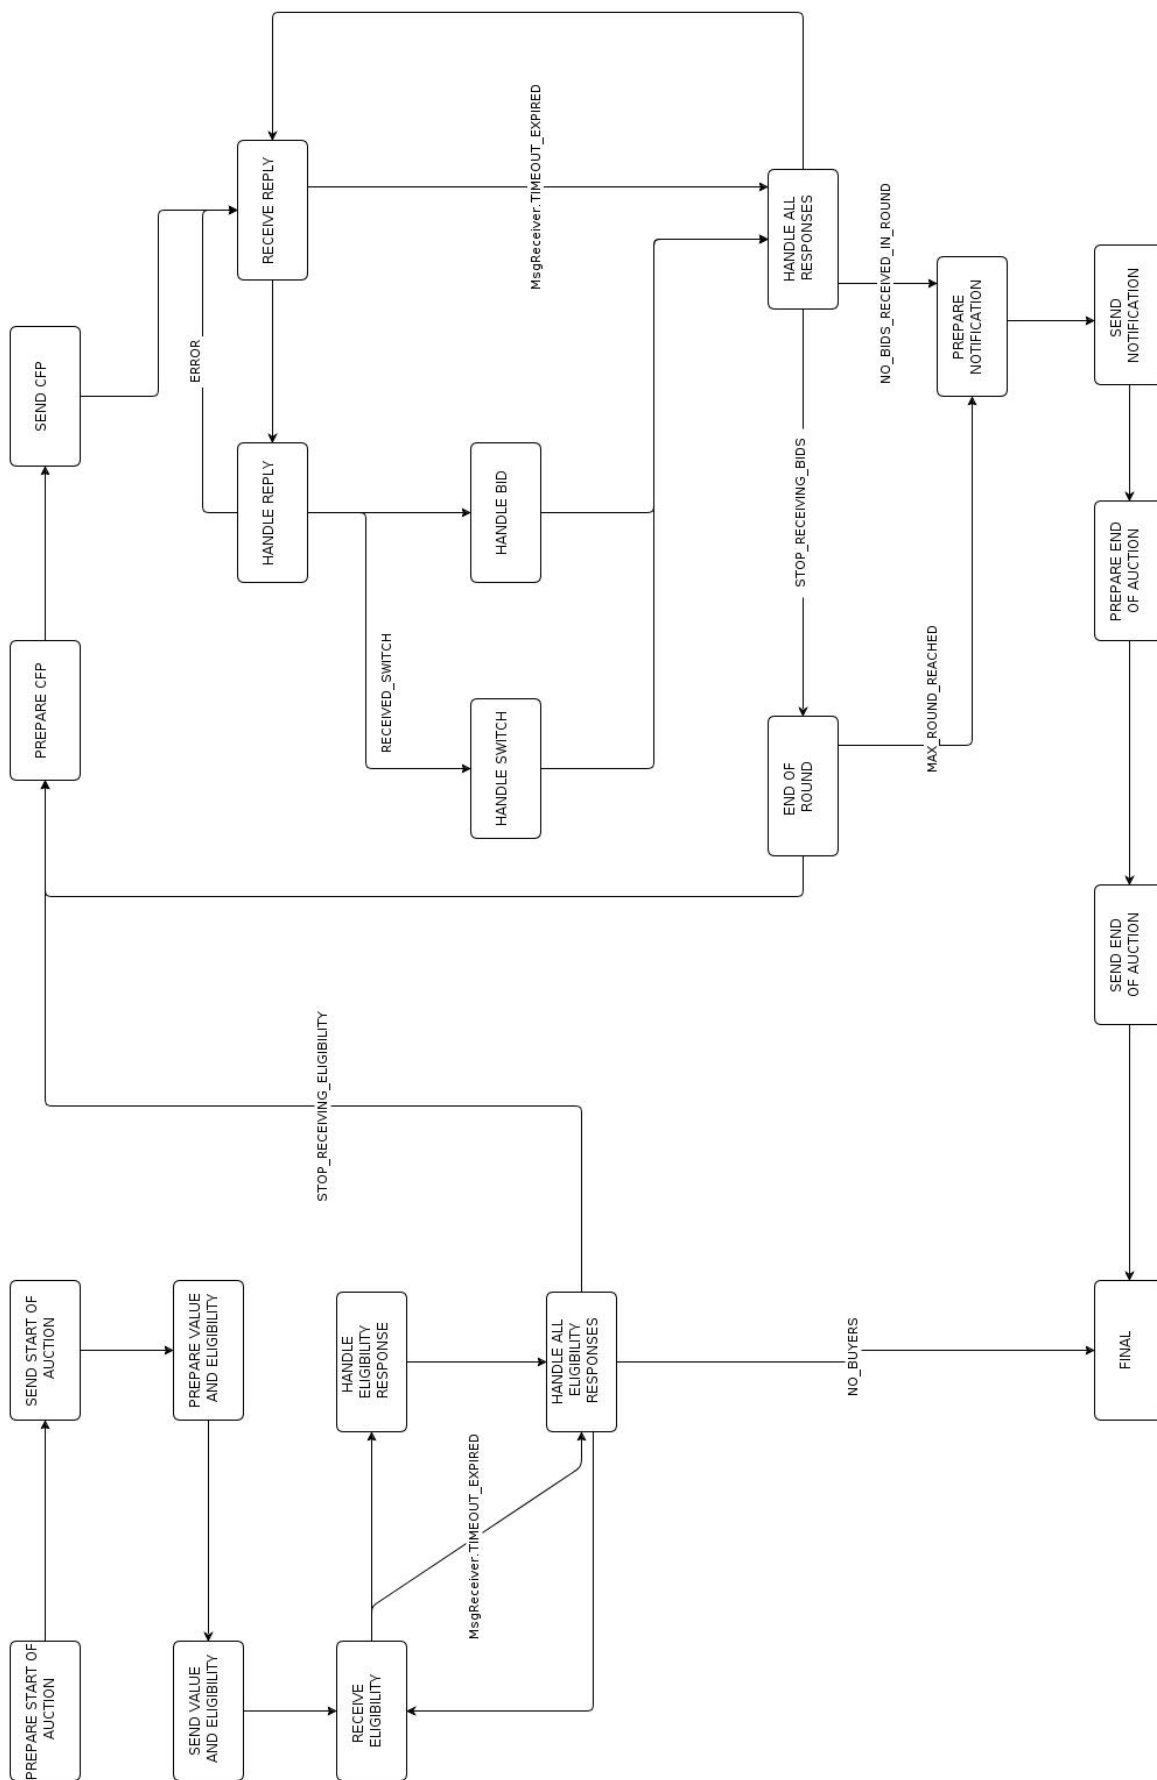 PREPARE START OF
AUCTION
SEND START OF
AUCTION
PREPARE CFP
SEND CFP
SEND VALUE
AND ELIGIBILITY
PREPARE VALUE
AND ELIGIBILITY
ERROR
RECEIVE
ELIGIBILITY
HANDLE
ELIGIBILITY
RESPONSE
STOP_RECEIVING_ELIGIBILITY
HANDLE REPLY
RECEIVE REPLY
RECEIVED_SWITCH
MsgReceiver.TIMEOUT_EXPIRED
HANDLE SWITCH
HANDLE BID
MsgReceiver.TIMEOUT_EXPIRED
HANDLE ALL
ELIGIBILITY
RESPONSES
END OF
ROUND
STOP_RECEIVING_BIDS
HANDLE ALL
RESPONSES
NO_BUYERS
NO_BIDS_RECEIVED_IN_ROUND
MAX_ROUND_REACHED
PREPARE
NOTIFICATION
FINAL
SEND END
OF AUCTION
PREPARE END
OF AUCTION
SEND
NOTIFICATION